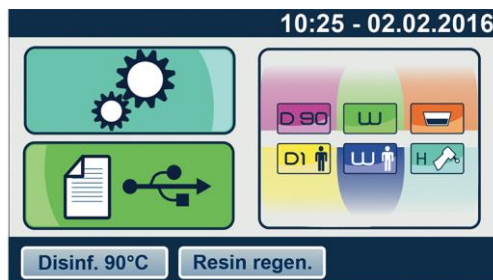 10:25 - 02.02.2016
D 90
W
D1
W
H
Disinf. 90°C
Resin regen.